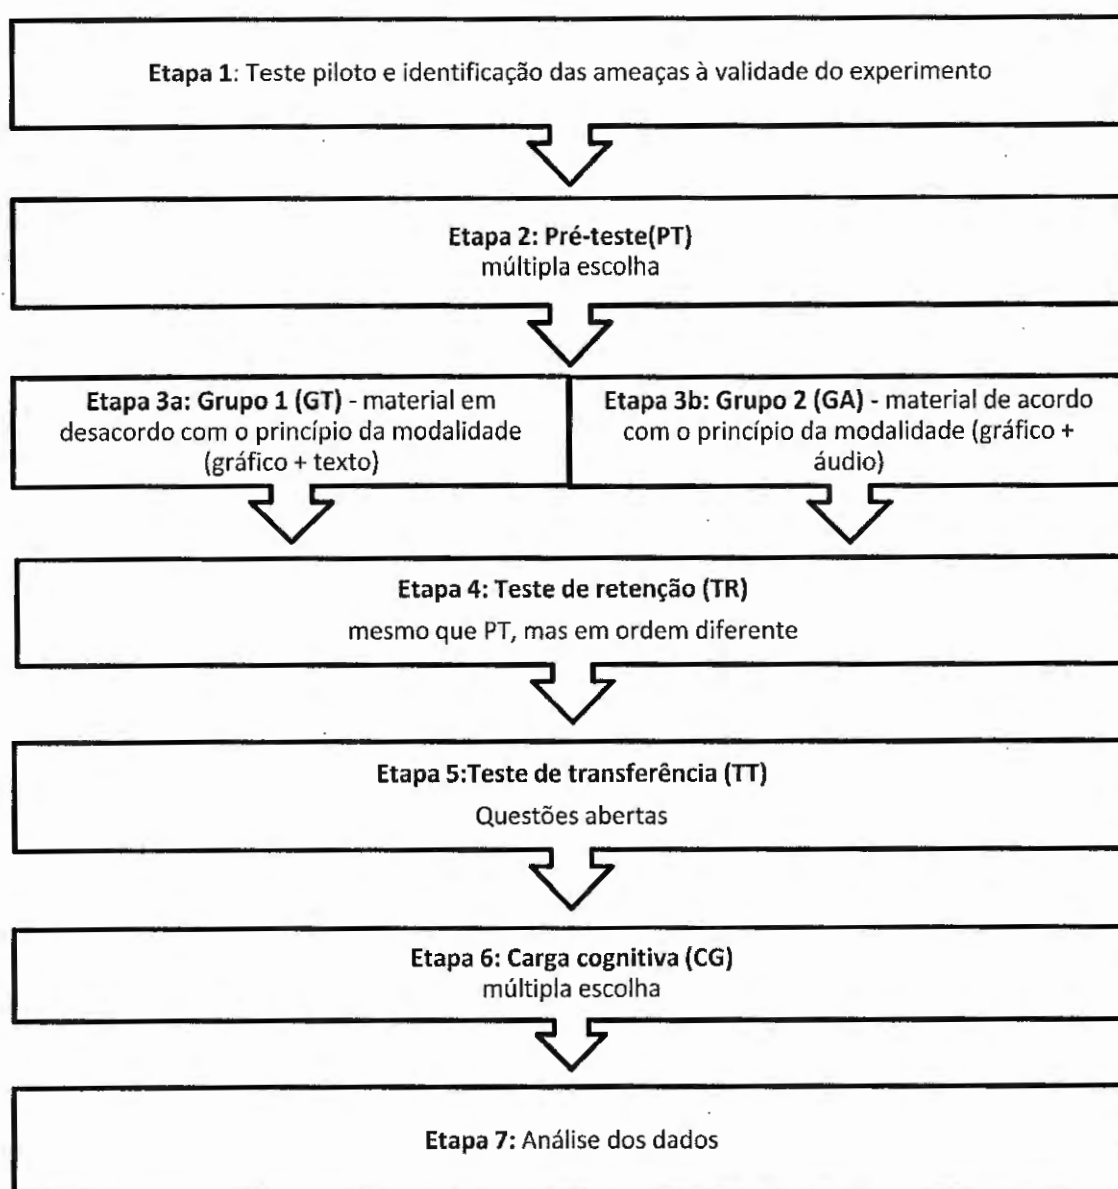 Etapa 1: Teste piloto e identificação das ameaças à validade do experimento
Etapa 2: Pré-teste(PT)
múltipla escolha
Etapa 3a: Grupo 1 (GT) - material em
desacordo com o princípio da modalidade
(gráfico + texto)
Etapa 3b: Grupo 2 (GA) - material de acordo
com o princípio da modalidade (gráfico +
áudio)
Etapa 4: Teste de retenção (TR)
mesmo que PT, mas em ordem diferente
Etapa 5:Teste de transferência (TT)
Questões abertas
Etapa 6: Carga cognitiva (CG)
múltipla escolha
Etapa 7: Análise dos dados